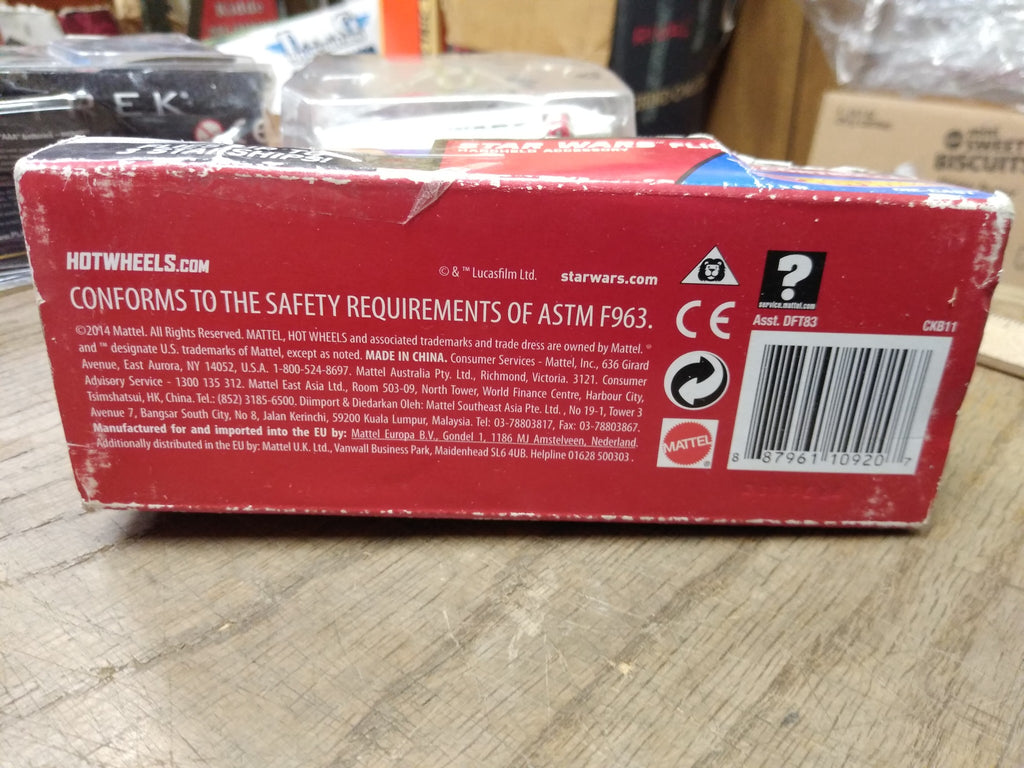 REK
SWEET
BISCUITS
STAR WARS™ FLIG
STARSHIPS
HOTWHEELS.COM
© & ™ Lucasfilm Ltd.
starwars.com
service.mattel.com
CONFORMS TO THE SAFETY REQUIREMENTS OF ASTM F963.
CE
Asst. DFT83
CKB11
©2014 Mattel. All Rights Reserved. MATTEL, HOT WHEELS and associated trademarks and trade dress are owned by Mattel. ®
and ™ designate U.S. trademarks of Mattel, except as noted. MADE IN CHINA. Consumer Services - Mattel, Inc., 636 Girard
Avenue, East Aurora, NY 14052, U.S.A. 1-800-524-8697. Mattel Australia Pty. Ltd., Richmond, Victoria. 3121. Consumer
Advisory Service - 1300 135 312. Mattel East Asia Ltd., Room 503-09, North Tower, World Finance Centre, Harbour City,
Tsimshatsui, HK, China. Tel.: (852) 3185-6500. Diimport & Diedarkan Oleh: Mattel Southeast Asia Pte. Ltd. , No 19-1, Tower 3
Avenue 7, Bangsar South City, No 8, Jalan Kerinchi, 59200 Kuala Lumpur, Malaysia. Tel: 03-78803817, Fax: 03-78803867.
Manufactured for and imported into the EU by: Mattel Europa B.V., Gondel 1, 1186 MJ Amstelveen, Nederland.
Additionally distributed in the EU by: Mattel U.K. Ltd., Vanwall Business Park, Maidenhead SL6 4UB. Helpline 01628 500303 .
MATTEL
®
8 87961 10920 7